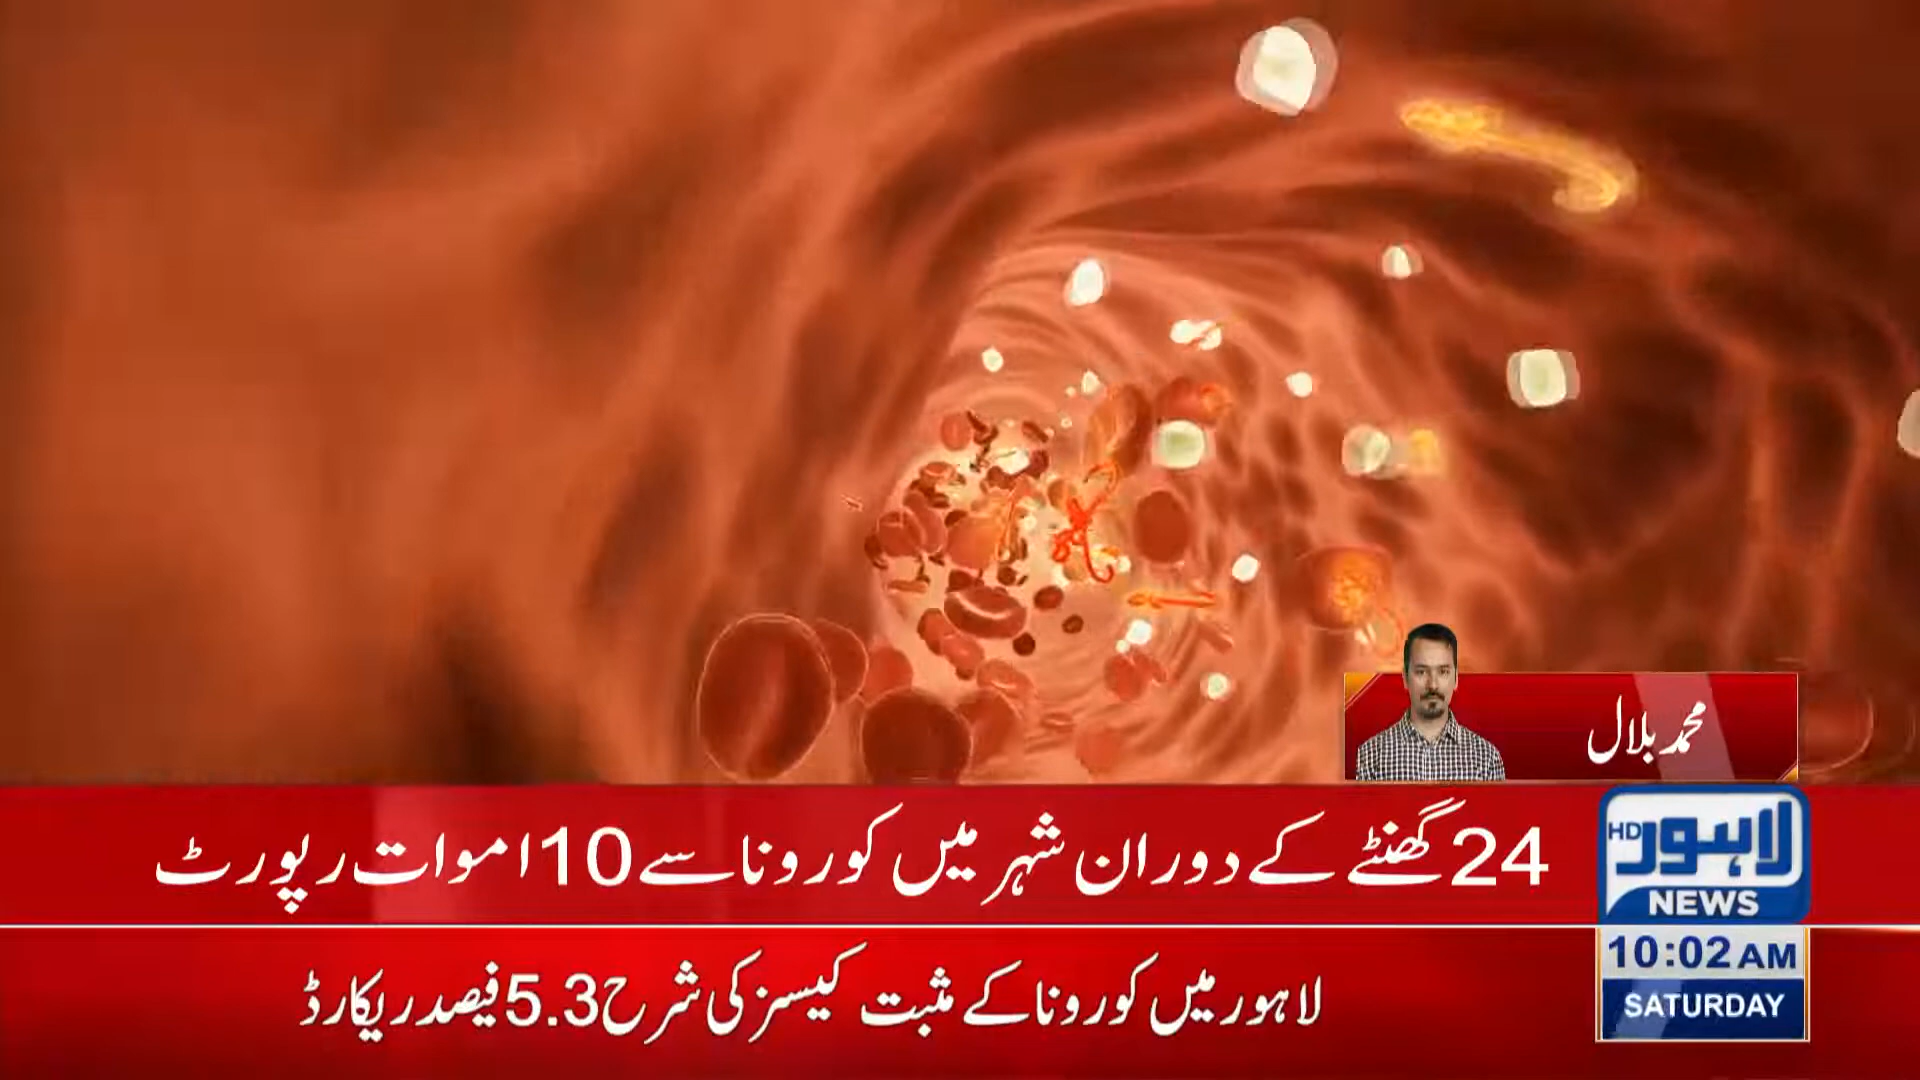 محمد بلال
24 گھنٹے کے دوران شہر میں کورونا سے 10 اموات رپورٹ
لاہور HD
NEWS
10:02 AM
لاہور میں کورونا کے مثبت کیسز کی شرح 5.3 فیصد ریکارڈ
SATURDAY